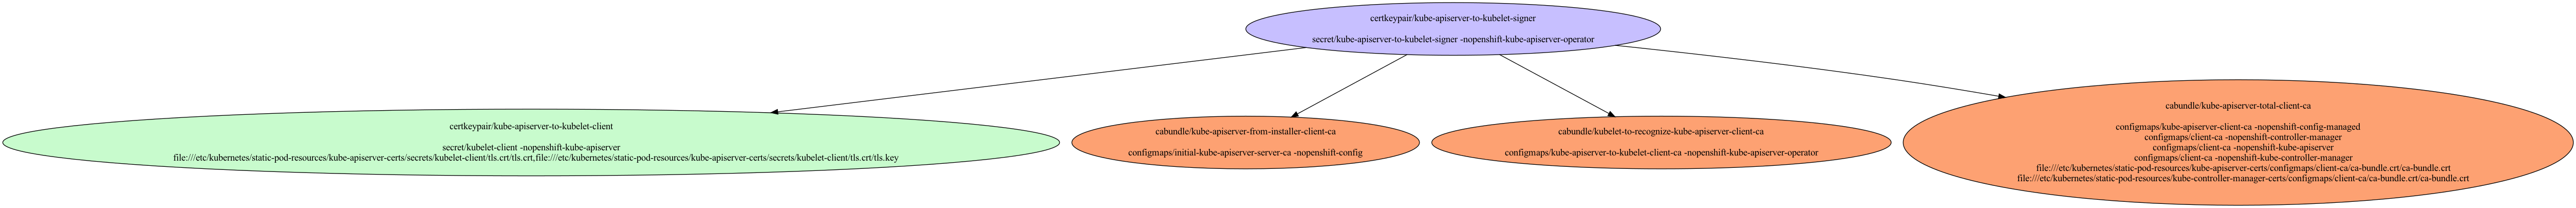 certkeypair/kube-apiserver-to-kubelet-signer
secret/kube-apiserver-to-kubelet-signer -nopenshift-kube-apiserver-operator
certkeypair/kube-apiserver-to-kubelet-client
secret/kubelet-client -nopenshift-kube-apiserver
file:///etc/kubernetes/static-pod-resources/kube-apiserver-certs/secrets/kubelet-client/tls.crt/tls.crt,file:///etc/kubernetes/static-pod-resources/kube-apiserver-certs/secrets/kubelet-client/tls.crt/tls.key
cabundle/kube-apiserver-from-installer-client-ca
configmaps/initial-kube-apiserver-server-ca -nopenshift-config
cabundle/kubelet-to-recognize-kube-apiserver-client-ca
configmaps/kube-apiserver-to-kubelet-client-ca -nopenshift-kube-apiserver-operator
cabundle/kube-apiserver-total-client-ca
configmaps/kube-apiserver-client-ca -nopenshift-config-managed
configmaps/client-ca -nopenshift-controller-manager
configmaps/client-ca -nopenshift-kube-apiserver
configmaps/client-ca -nopenshift-kube-controller-manager
file:///etc/kubernetes/static-pod-resources/kube-apiserver-certs/configmaps/client-ca/ca-bundle.crt/ca-bundle.crt
file:///etc/kubernetes/static-pod-resources/kube-controller-manager-certs/configmaps/client-ca/ca-bundle.crt/ca-bundle.crt